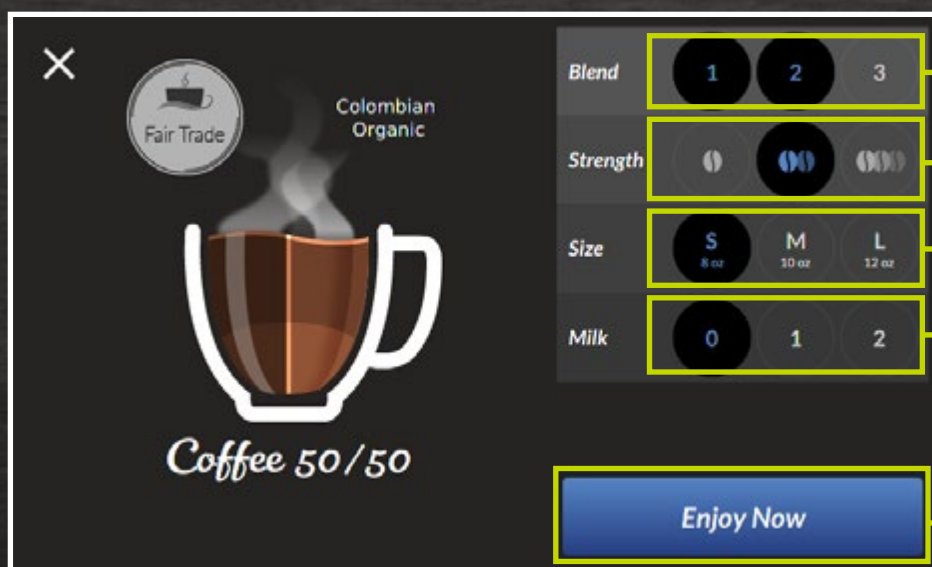 Fair Trade
Colombian
Organic
Coffee 50/50
Blend 1 2 3
Strength
Size S M L
8 oz 10 oz 12 oz
Milk 0 1 2
Enjoy Now